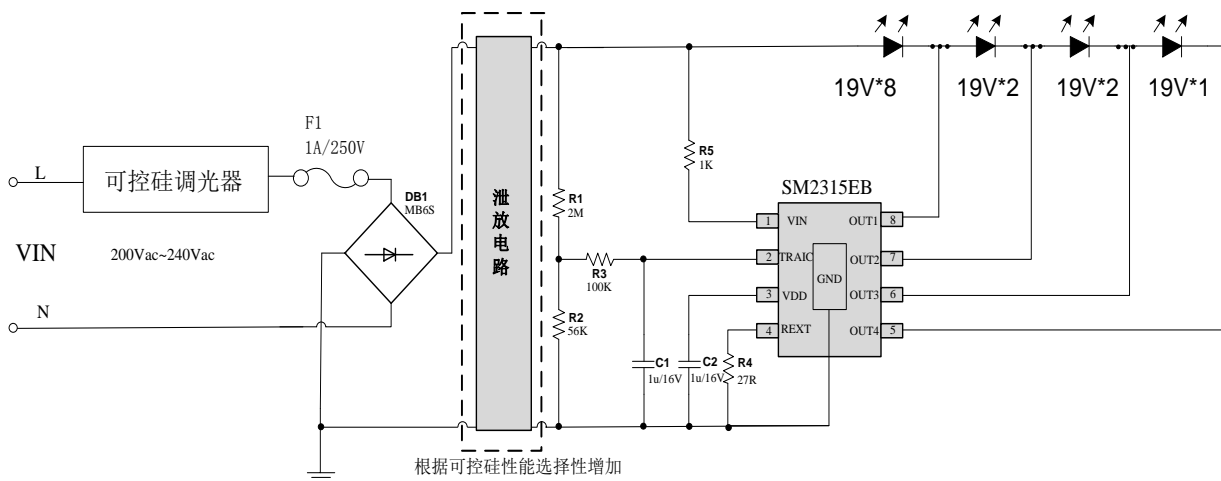 19V*8
19V*2
19V*2
19V*1
F1
1A/250V
L
可控硅调光器
DB1
MB6S
VIN
200Vac~240Vac
N
泄放电路
R1
2M
R3
100K
R2
56K
R5
1K
SM2315EB
1
VIN
OUT1
8
2
TRAIC
OUT2
7
GND
3
VDD
OUT3
6
4
REXT
OUT4
5
C1
1u/16V
C2
1u/16V
R4
27R
根据可控硅性能选择性增加